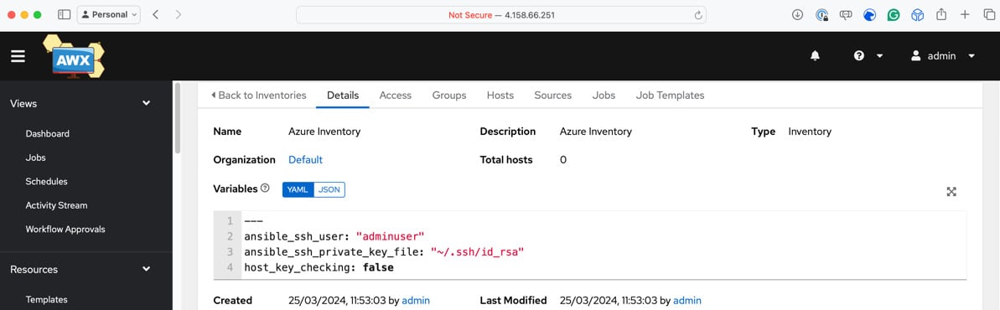 Personal
Not Secure — 4.158.66.251
AWX
admin
Views
Dashboard
Jobs
Schedules
Activity Stream
Workflow Approvals
Resources
Templates
Back to Inventories Details Access Groups Hosts Sources Jobs Job Templates
Name Azure Inventory Description Azure Inventory Type Inventory
Organization Default Total hosts 0
Variables YAML JSON
1 ---
2 ansible_ssh_user: "adminuser"
3 ansible_ssh_private_key_file: "~/.ssh/id_rsa"
4 host_key_checking: false
Created 25/03/2024, 11:53:03 by admin Last Modified 25/03/2024, 11:53:03 by admin